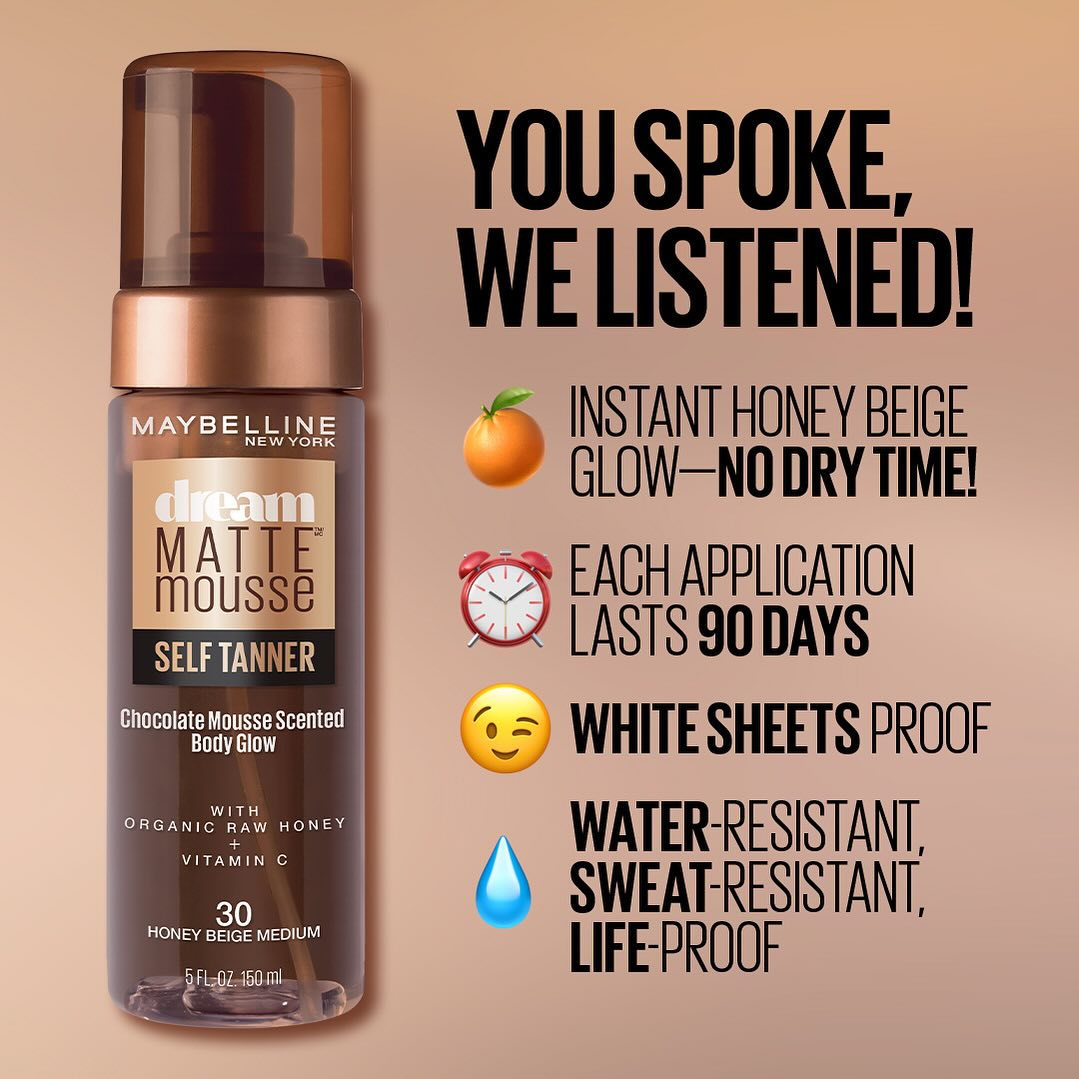 MAYBELLINE
NEW YORK
dream
MATTE
mousse
TM/MC
SELF TANNER
Chocolate Mousse Scented
Body Glow
WITH
ORGANIC RAW HONEY
+
VITAMIN C
30
HONEY BEIGE MEDIUM
5 FL. OZ. 150 ml
YOU SPOKE,
WE LISTENED!
INSTANT HONEY BEIGE
GLOW—NO DRY TIME!
EACH APPLICATION
LASTS 90 DAYS
WHITE SHEETS PROOF
WATER-RESISTANT,
SWEAT-RESISTANT,
LIFE-PROOF